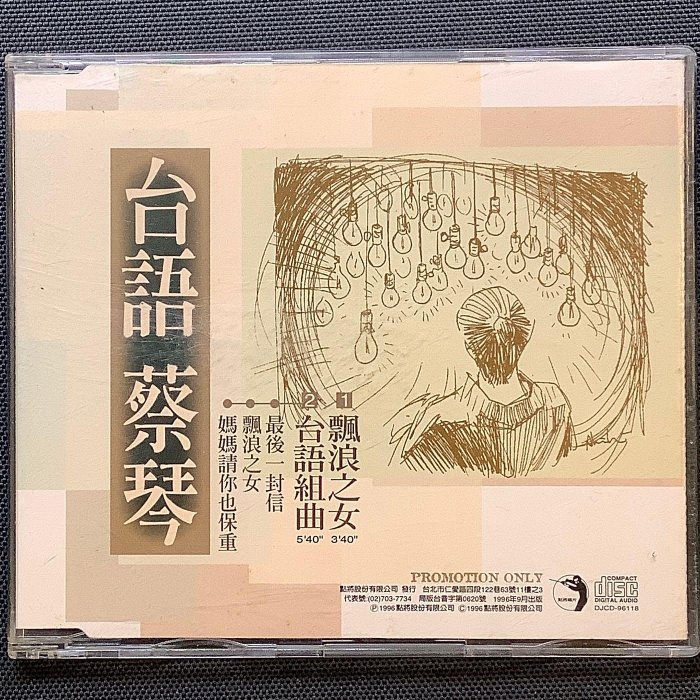 台語 蔡琴
1 飄浪之女 3'40"
2 台語組曲 5'40"
最後一封信
飄浪之女
媽媽請你也保重
PROMOTION ONLY
點將股份有限公司 發行 台北市仁愛路四段122巷63號11樓之3
代表號:(02)703-7734 局版台音字第0620號 1996年9月出版
Ⓟ1996 點將股份有限公司 Ⓒ1996 點將股份有限公司
點將唱片
COMPACT
disc
DIGITAL AUDIO
DJCD-96118